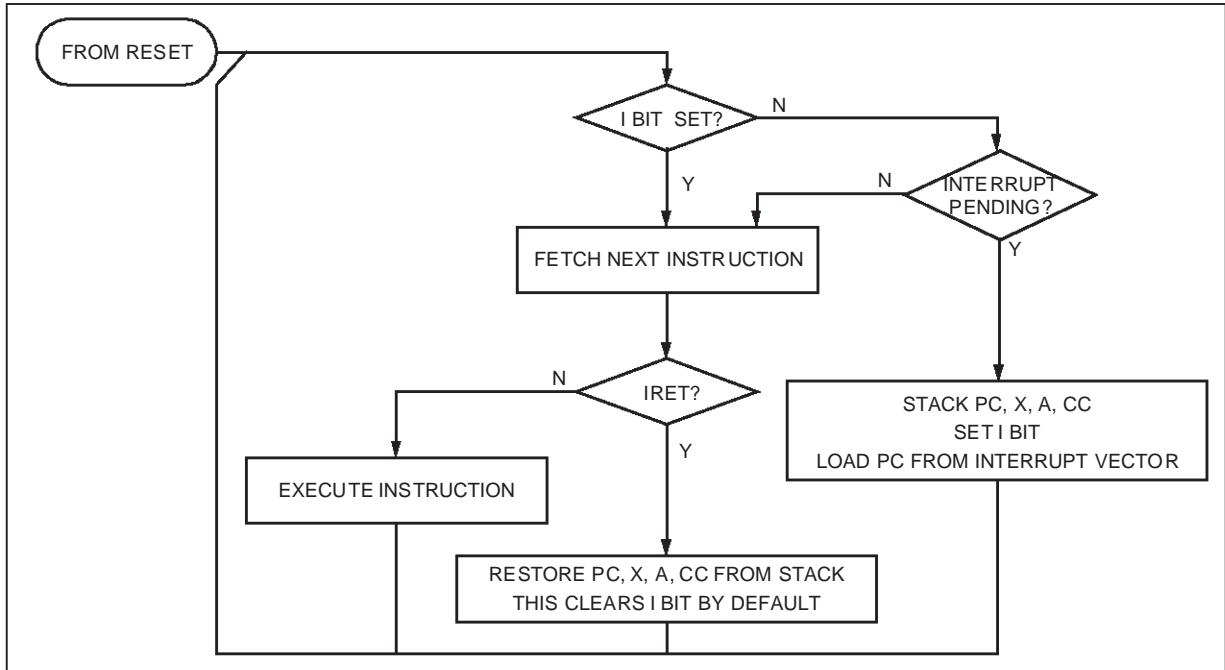 FROM RESET
I BIT SET?
N
Y
N
INTERRUPT
PENDING?
Y
FETCH NEXT INSTRUCTION
N
IRET?
Y
STACK PC, X, A, CC
SET I BIT
LOAD PC FROM INTERRUPT VECTOR
EXECUTE INSTRUCTION
RESTORE PC, X, A, CC FROM STACK
THIS CLEARS I BIT BY DEFAULT